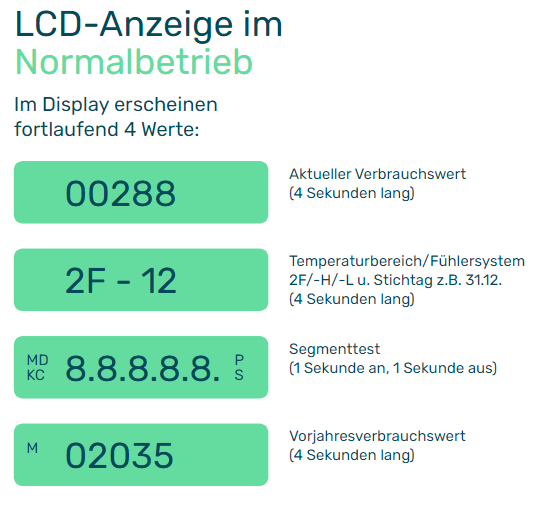 LCD-Anzeige im
Normalbetrieb
Im Display erscheinen
fortlaufend 4 Werte:
00288
Aktueller Verbrauchswert
(4 Sekunden lang)
2F - 12
Temperaturbereich/Fühlersystem
2F/-H/-L u. Stichtag z.B. 31.12.
(4 Sekunden lang)
MD
KC
8.8.8.8.8.
P
S
Segmenttest
(1 Sekunde an, 1 Sekunde aus)
M
02035
Vorjahresverbrauchswert
(4 Sekunden lang)